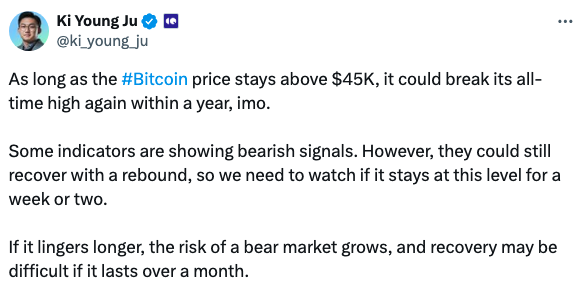 Ki Young Ju
@ki_young_ju
As long as the #Bitcoin price stays above $45K, it could break its all-
time high again within a year, imo.
Some indicators are showing bearish signals. However, they could still
recover with a rebound, so we need to watch if it stays at this level for a
week or two.
If it lingers longer, the risk of a bear market grows, and recovery may be
difficult if it lasts over a month.